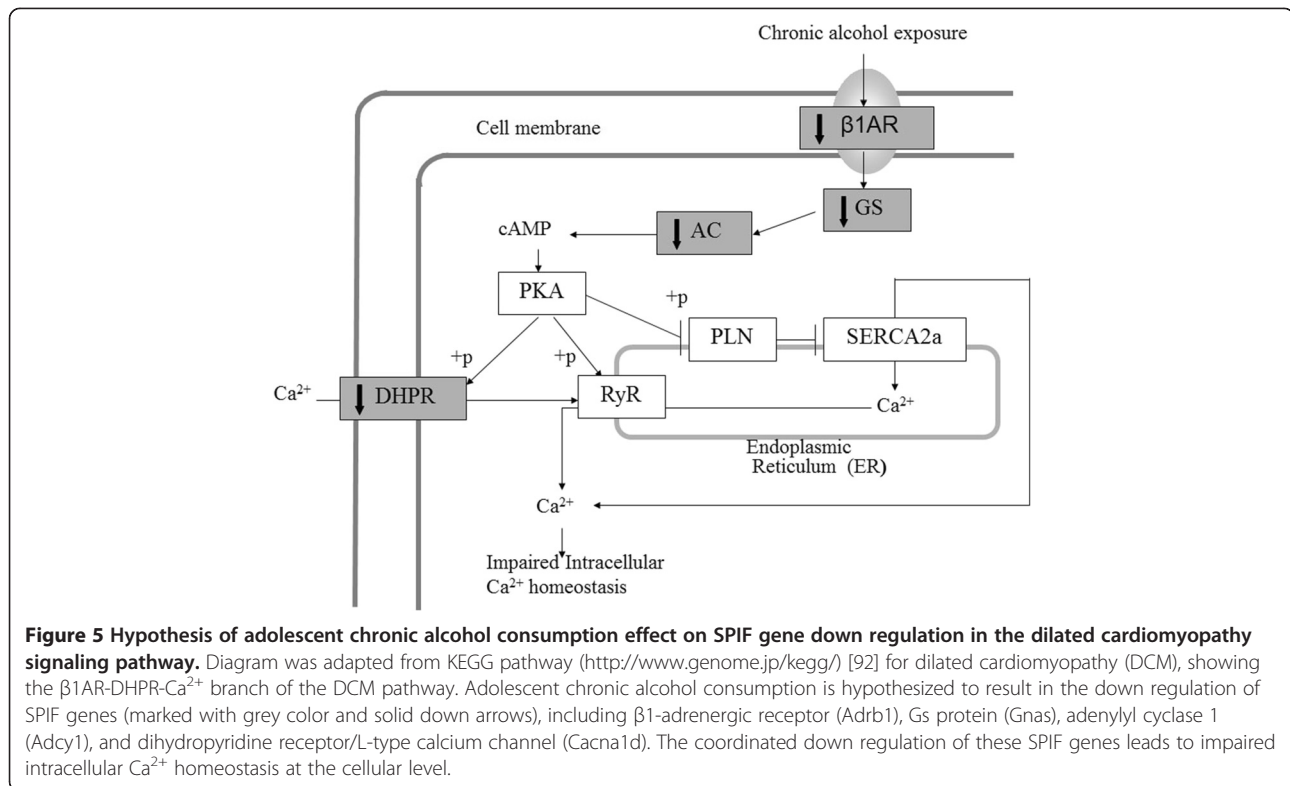 Chronic alcohol exposure
β1AR
Cell membrane
GS
AC
cAMP
PKA
+p
PLN
SERCA2a
+p
+p
Ca²⁺
DHPR
RyR
Ca²⁺
Endoplasmic
Reticulum (ER)
Ca²⁺
Impaired Intracellular
Ca²⁺ homeostasis
Figure 5 Hypothesis of adolescent chronic alcohol consumption effect on SPIF gene down regulation in the dilated cardiomyopathy
signaling pathway. Diagram was adapted from KEGG pathway (http://www.genome.jp/kegg/) [92] for dilated cardiomyopathy (DCM), showing
the β1AR-DHPR-Ca²⁺ branch of the DCM pathway. Adolescent chronic alcohol consumption is hypothesized to result in the down regulation of
SPIF genes (marked with grey color and solid down arrows), including β1-adrenergic receptor (Adrb1), Gs protein (Gnas), adenylyl cyclase 1
(Adcy1), and dihydropyridine receptor/L-type calcium channel (Cacna1d). The coordinated down regulation of these SPIF genes leads to impaired
intracellular Ca²⁺ homeostasis at the cellular level.